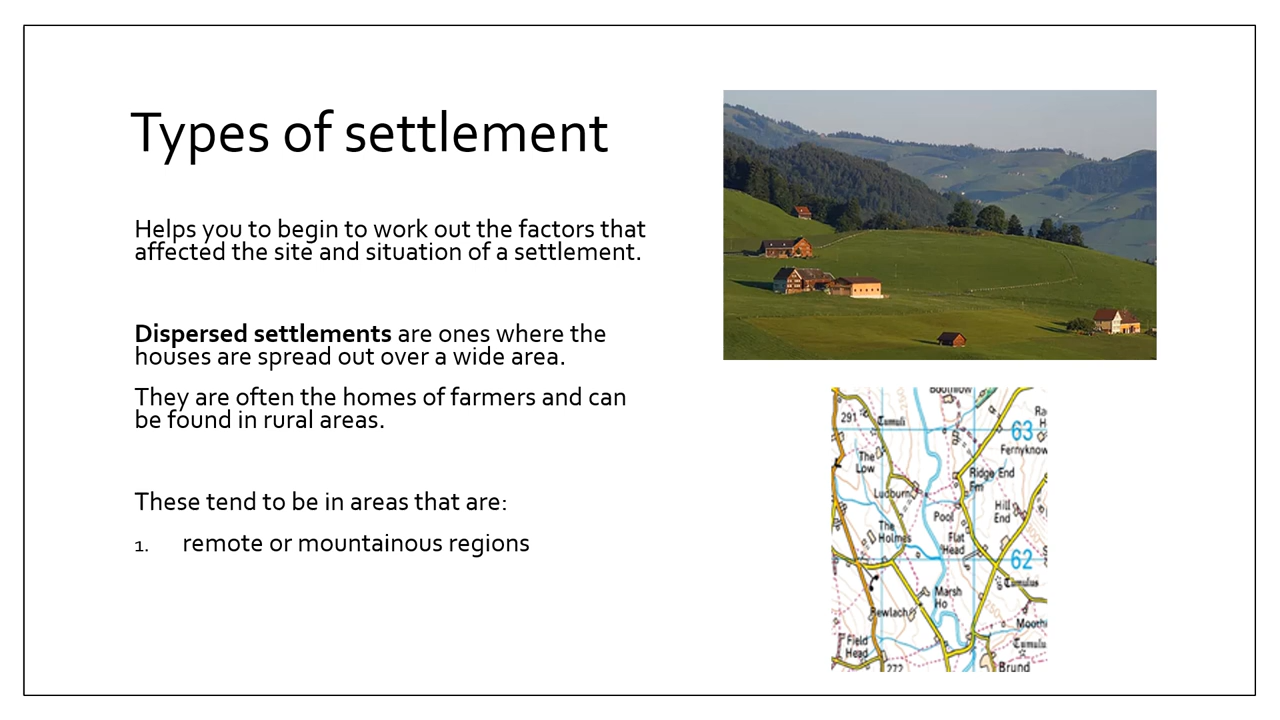 Types of settlement
Helps you to begin to work out the factors that
affected the site and situation of a settlement.
Dispersed settlements are ones where the
houses are spread out over a wide area.
They are often the homes of farmers and can
be found in rural areas.
These tend to be in areas that are:
1. remote or mountainous regions
291
Tumuli
63
Fernyknow
The
Low
Ridge End
Fm
Ludburn
Hill
End
Pool
The
Holmes
Flat
Head
62
Tumulus
Marsh
Ho
Rewlach
Field
Head
272
Brund